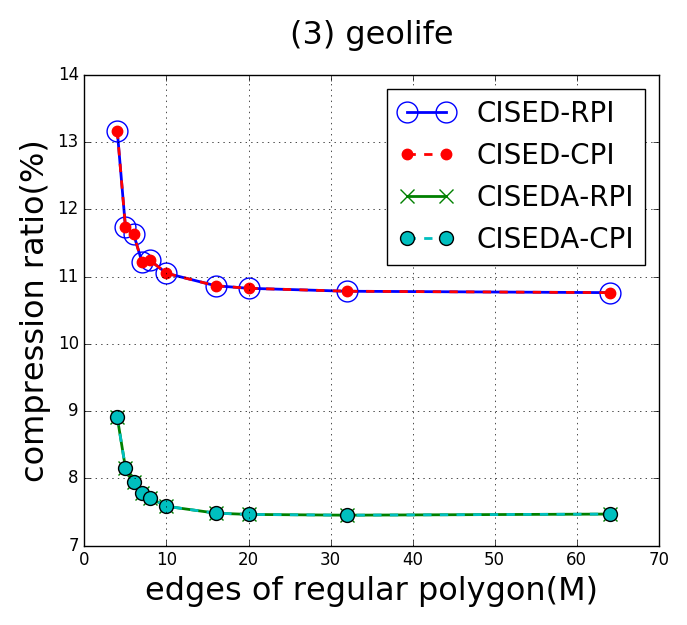 (3) geolife
compression ratio(%)
14
13
12
11
10
9
8
7
CISED-RPI
CISED-CPI
CISEDA-RPI
CISEDA-CPI
0 10 20 30 40 50 60 70
edges of regular polygon(M)